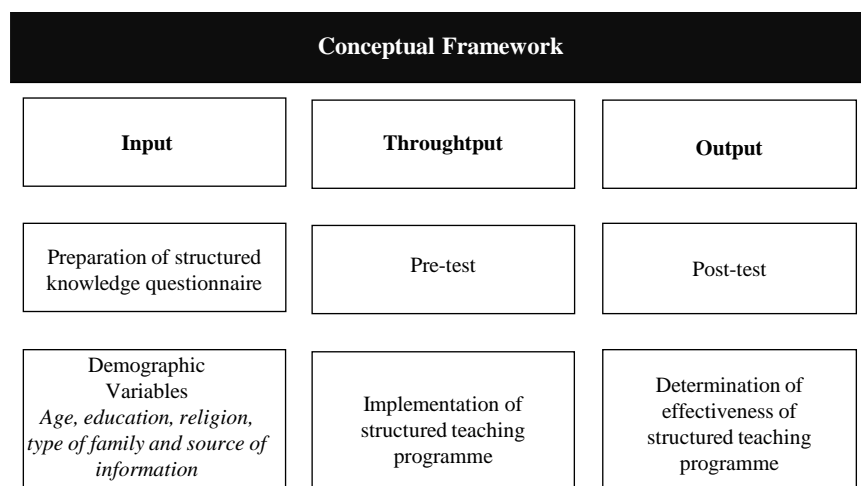 Conceptual Framework
Input
Throughtput
Output
Preparation of structured
knowledge questionnaire
Pre-test
Post-test
Demographic
Variables
Age, education, religion,
type of family and source of
information
Implementation of
structured teaching
programme
Determination of
effectiveness of
structured teaching
programme